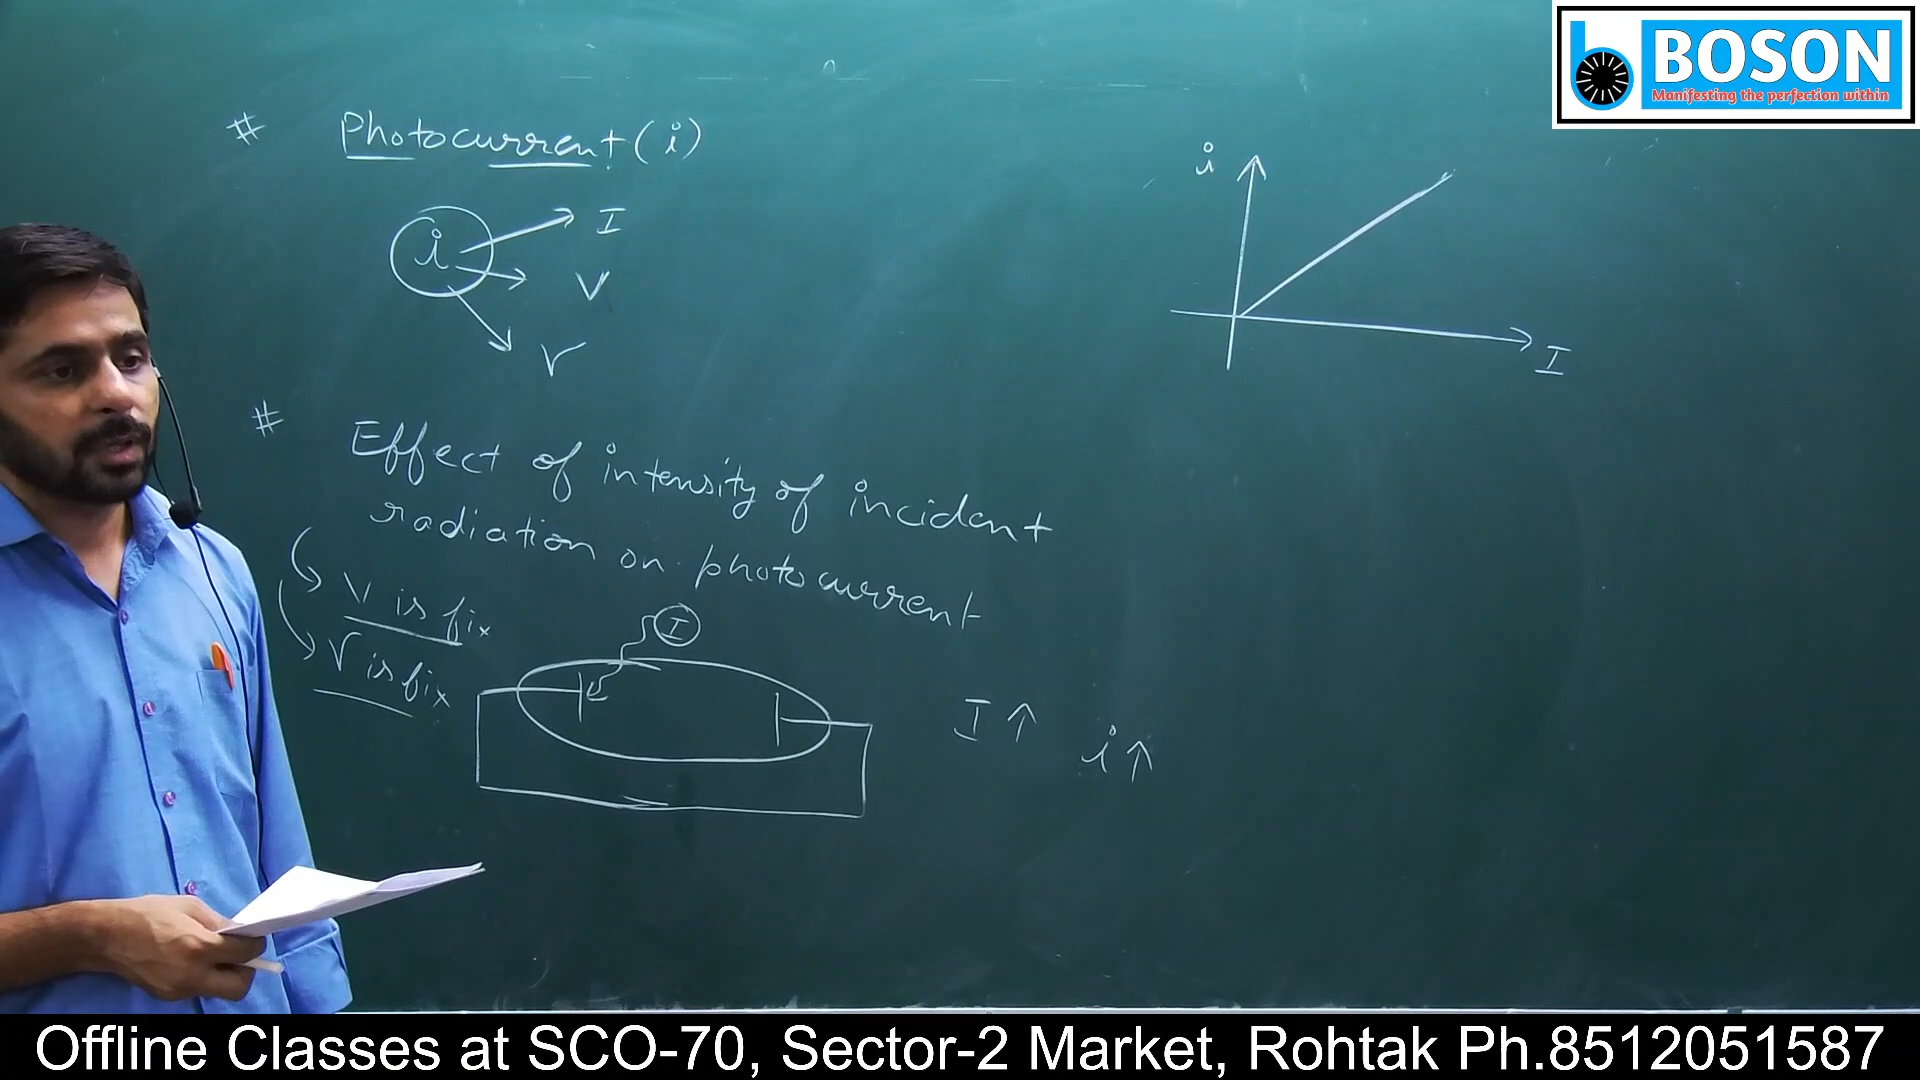 BOSON
Manifesting the perfection within
# Photocurrent (i)
i
I
V
ν
i
I
# Effect of intensity of incident
radiation on photocurrent
V is fix
ν is fix
I
I↑ i↑
Offline Classes at SCO-70, Sector-2 Market, Rohtak Ph.8512051587